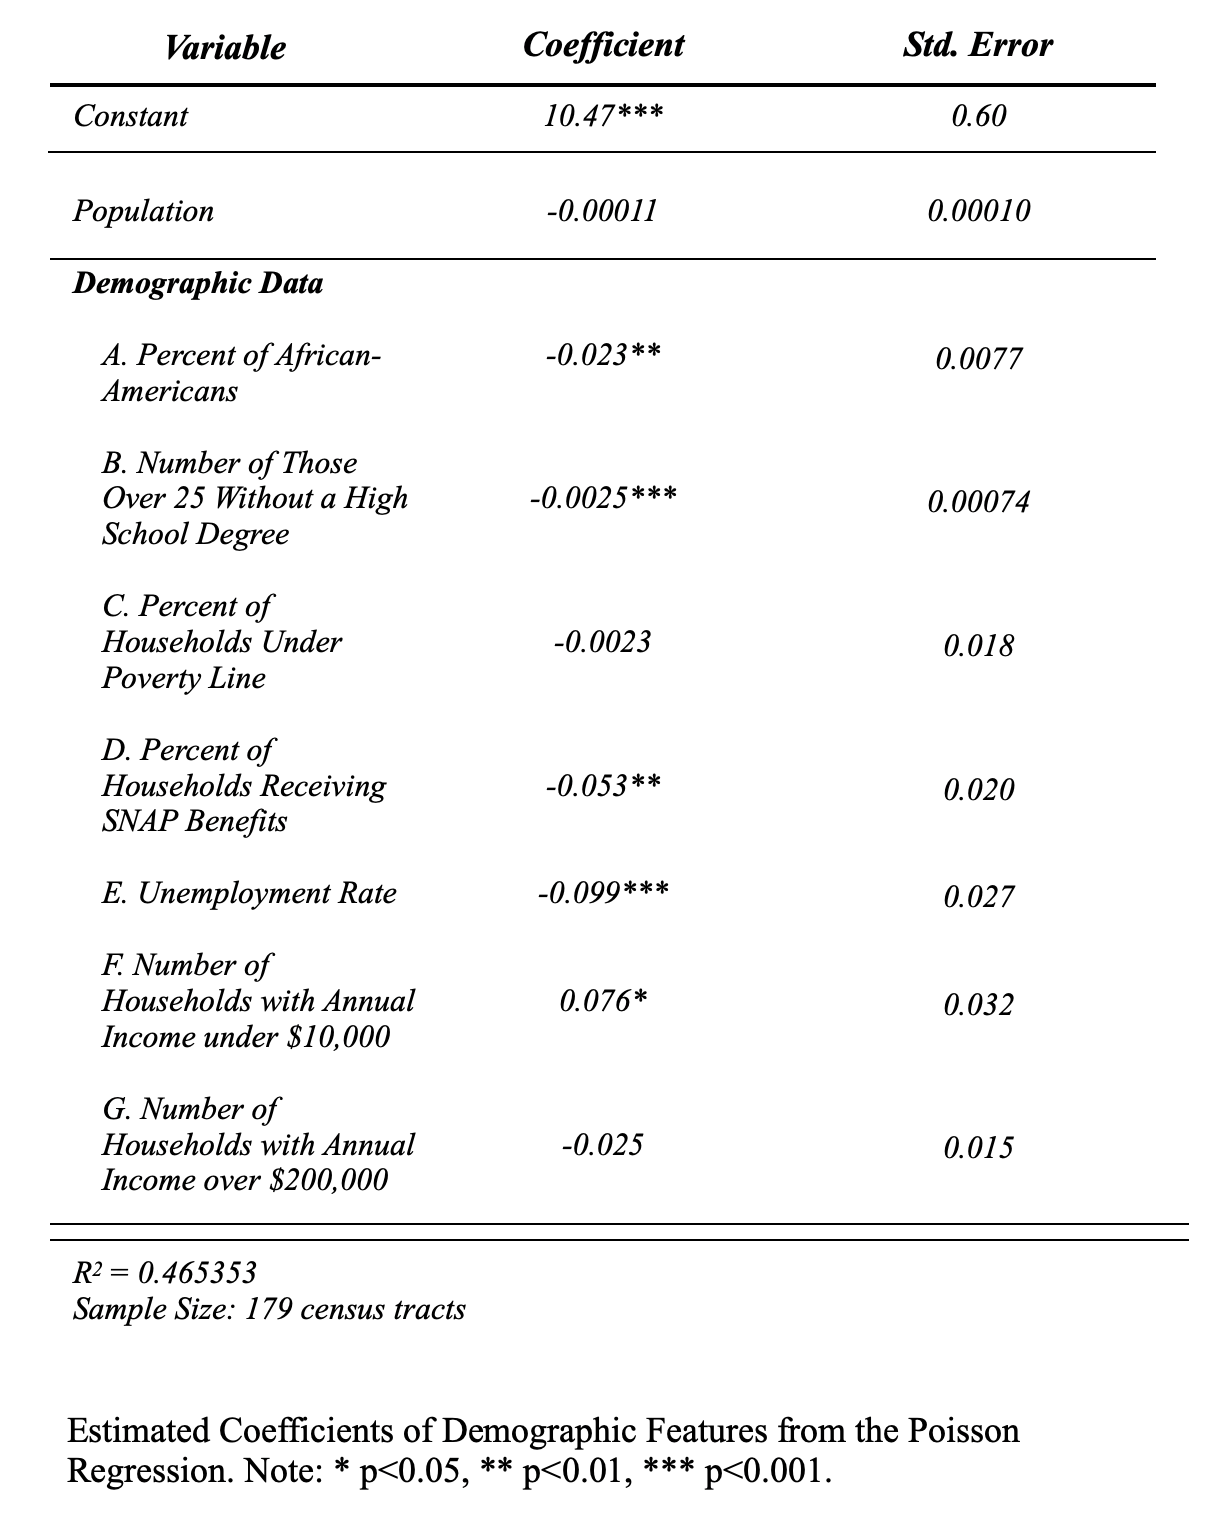 Variable Coefficient Std. Error
Constant 10.47*** 0.60
Population -0.00011 0.00010
Demographic Data
A. Percent of African-
Americans -0.023** 0.0077
B. Number of Those
Over 25 Without a High -0.0025*** 0.00074
School Degree
C. Percent of
Households Under -0.0023 0.018
Poverty Line
D. Percent of
Households Receiving -0.053** 0.020
SNAP Benefits
E. Unemployment Rate -0.099*** 0.027
F. Number of
Households with Annual 0.076* 0.032
Income under $10,000
G. Number of
Households with Annual -0.025 0.015
Income over $200,000
R² = 0.465353
Sample Size: 179 census tracts
Estimated Coefficients of Demographic Features from the Poisson
Regression. Note: * p<0.05, ** p<0.01, *** p<0.001.